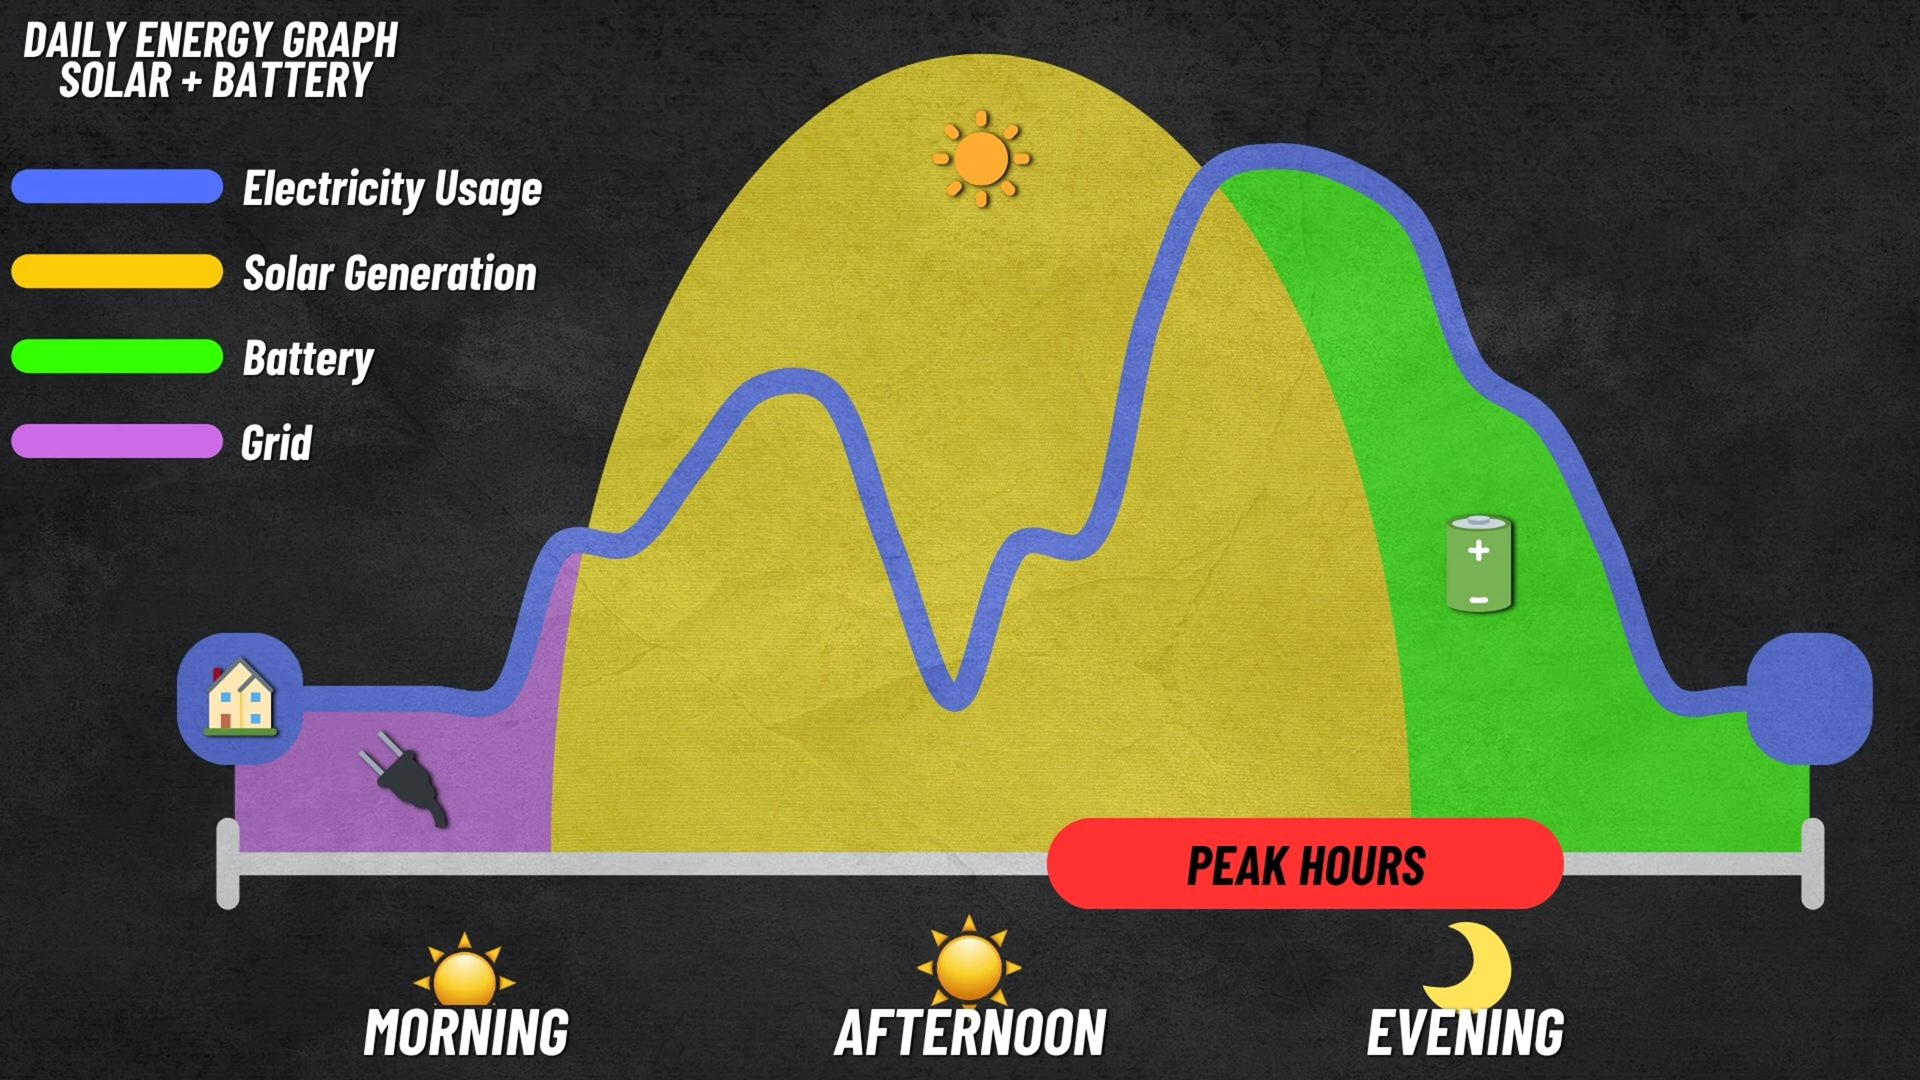 DAILY ENERGY GRAPH
SOLAR + BATTERY
Electricity Usage
Solar Generation
Battery
Grid
PEAK HOURS
MORNING
AFTERNOON
EVENING